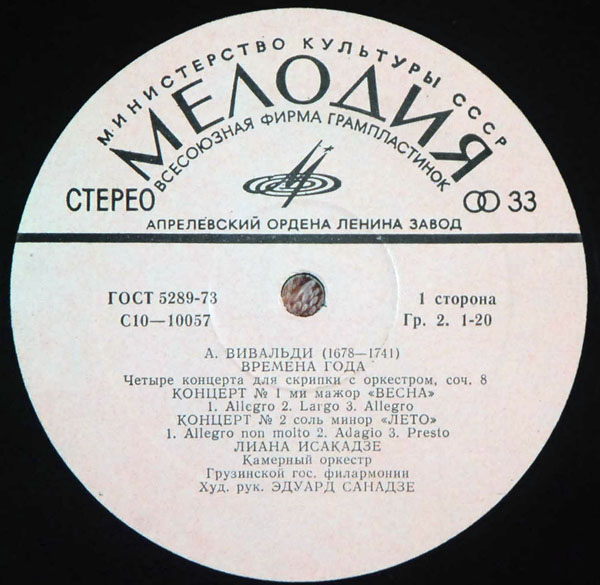 МИНИСТЕРСТВО КУЛЬТУРЫ СССР
МЕЛОДИЯ
ВСЕСОЮЗНАЯ ФИРМА ГРАМПЛАСТИНОК
СТЕРЕО 33
АПРЕЛЕВСКИЙ ОРДЕНА ЛЕНИНА ЗАВОД
ГОСТ 5289-73 1 сторона
С10—10057 Гр. 2. 1-20
А. ВИВАЛЬДИ (1678—1741)
ВРЕМЕНА ГОДА
Четыре концерта для скрипки с оркестром, соч. 8
КОНЦЕРТ № 1 ми мажор «ВЕСНА»
1. Allegro 2. Largo 3. Allegro
КОНЦЕРТ № 2 соль минор «ЛЕТО»
1. Allegro non molto 2. Adagio 3. Presto
ЛИАНА ИСАКАДЗЕ
Камерный оркестр
Грузинской гос. филармонии
Худ. рук. ЭДУАРД САНАДЗЕ